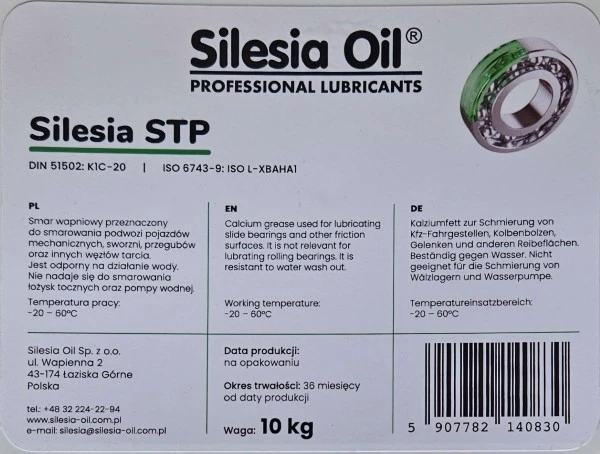 Silesia Oil®
PROFESSIONAL LUBRICANTS
Silesia STP
DIN 51502: K1C-20 | ISO 6743-9: ISO L-XBAHA1
PL
Smar wapniowy przeznaczony
do smarowania podwozi pojazdów
mechanicznych, sworzni, przegubów
oraz innych węzłów tarcia.
Jest odporny na działanie wody.
Nie nadaje się do smarowania
łożysk tocznych oraz pompy wodnej.
Temperatura pracy:
-20 – 60ºC
EN
Calcium grease used for lubricating
slide bearings and other friction
surfaces. It is not relevant for
lubrating rolling bearings. It is
resistent to water wash out.
Working temperature:
-20 – 60ºC
DE
Kalziumfett zur Schmierung von
Kfz-Fahrgestellen, Kolbenbolzen,
Gelenken und anderen Reibeflächen.
Beständig gegen Wasser. Nicht
geeignet für die Schmierung von
Wälzlagern und Wasserpumpe.
Temperatureinsatzbereich:
-20 – 60ºC
Silesia Oil Sp. z o.o.
ul. Wapienna 2
43-174 Łaziska Górne
Polska
tel.: +48 32 224-22-94
www.silesia-oil.com.pl
e-mail: silesia@silesia-oil.com.pl
Data produkcji:
na opakowaniu
Okres trwałości: 36 miesięcy
od daty produkcji
Waga: 10 kg
5 907782 140830